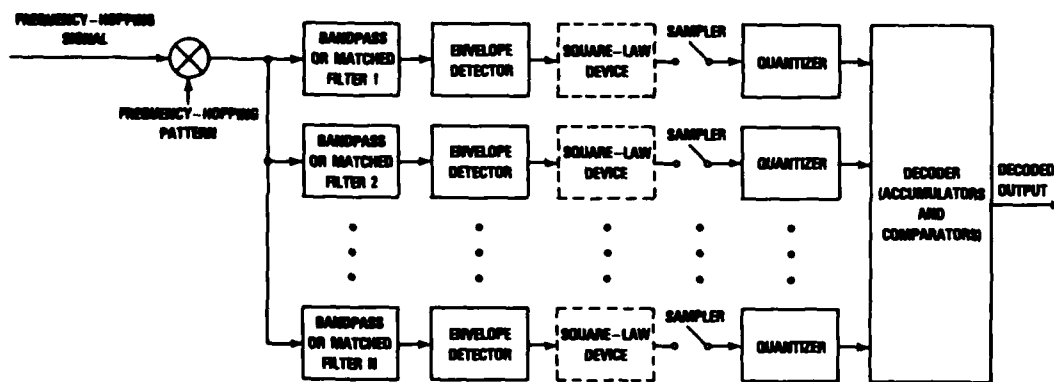 FREQUENCY-HOPPING
SIGNAL
FREQUENCY-HOPPING
PATTERN
BANDPASS
OR MATCHED
FILTER 1
ENVELOPE
DETECTOR
SQUARE-LAW
DEVICE
SAMPLER
QUANTIZER
BANDPASS
OR MATCHED
FILTER 2
ENVELOPE
DETECTOR
SQUARE-LAW
DEVICE
SAMPLER
QUANTIZER
BANDPASS
OR MATCHED
FILTER N
ENVELOPE
DETECTOR
SQUARE-LAW
DEVICE
SAMPLER
QUANTIZER
DECODER
(ACCUMULATORS
AND
COMPARATORS)
DECODED
OUTPUT